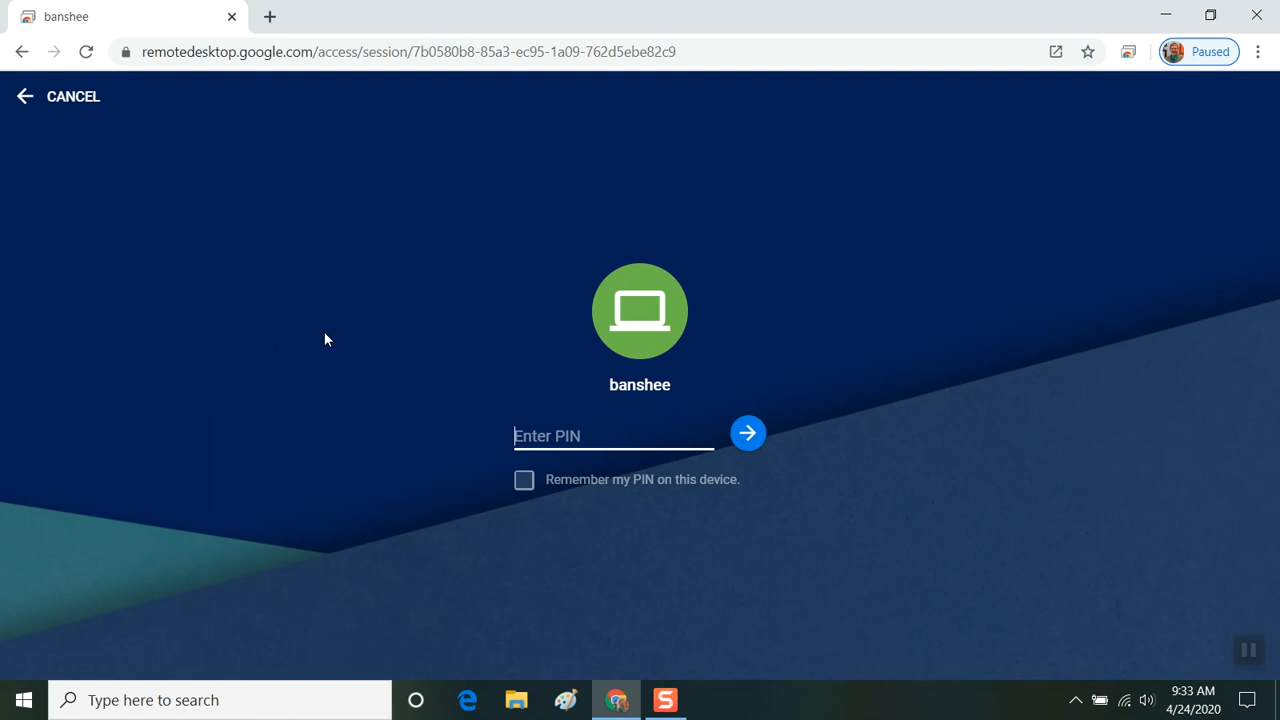 banshee
remotedesktop.google.com/access/session/7b0580b8-85a3-ec95-1a09-762d5ebe82c9
Paused
CANCEL
banshee
Enter PIN
Remember my PIN on this device.
Type here to search
9:33 AM
4/24/2020